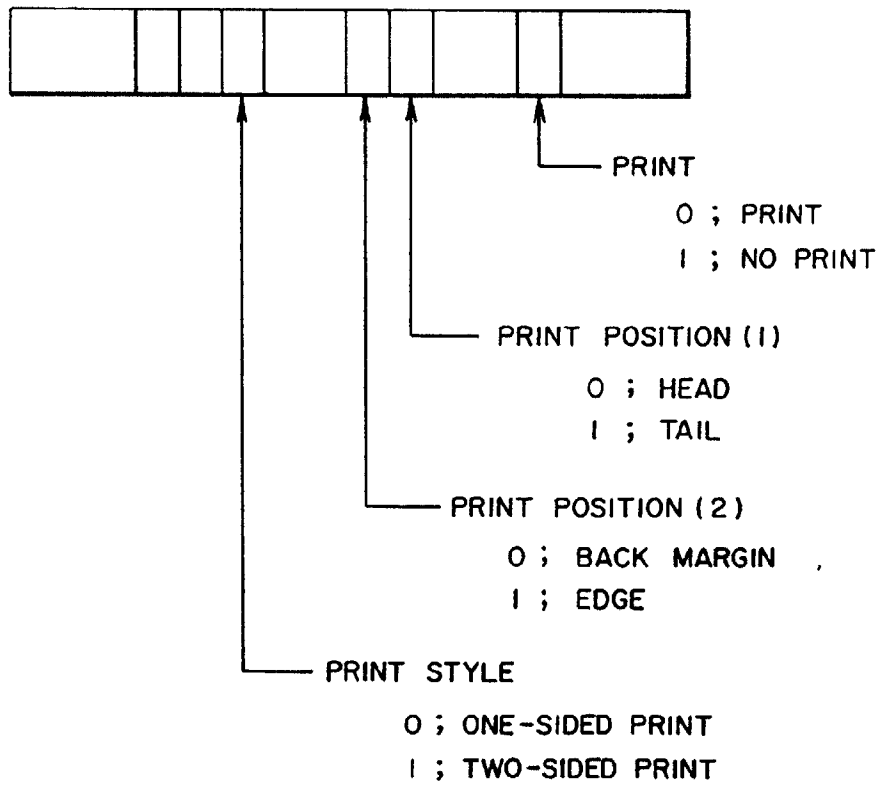 PRINT
0 ; PRINT
1 ; NO PRINT
PRINT POSITION (1)
0 ; HEAD
1 ; TAIL
PRINT POSITION (2)
0 ; BACK MARGIN
1 ; EDGE
PRINT STYLE
0 ; ONE-SIDED PRINT
1 ; TWO-SIDED PRINT